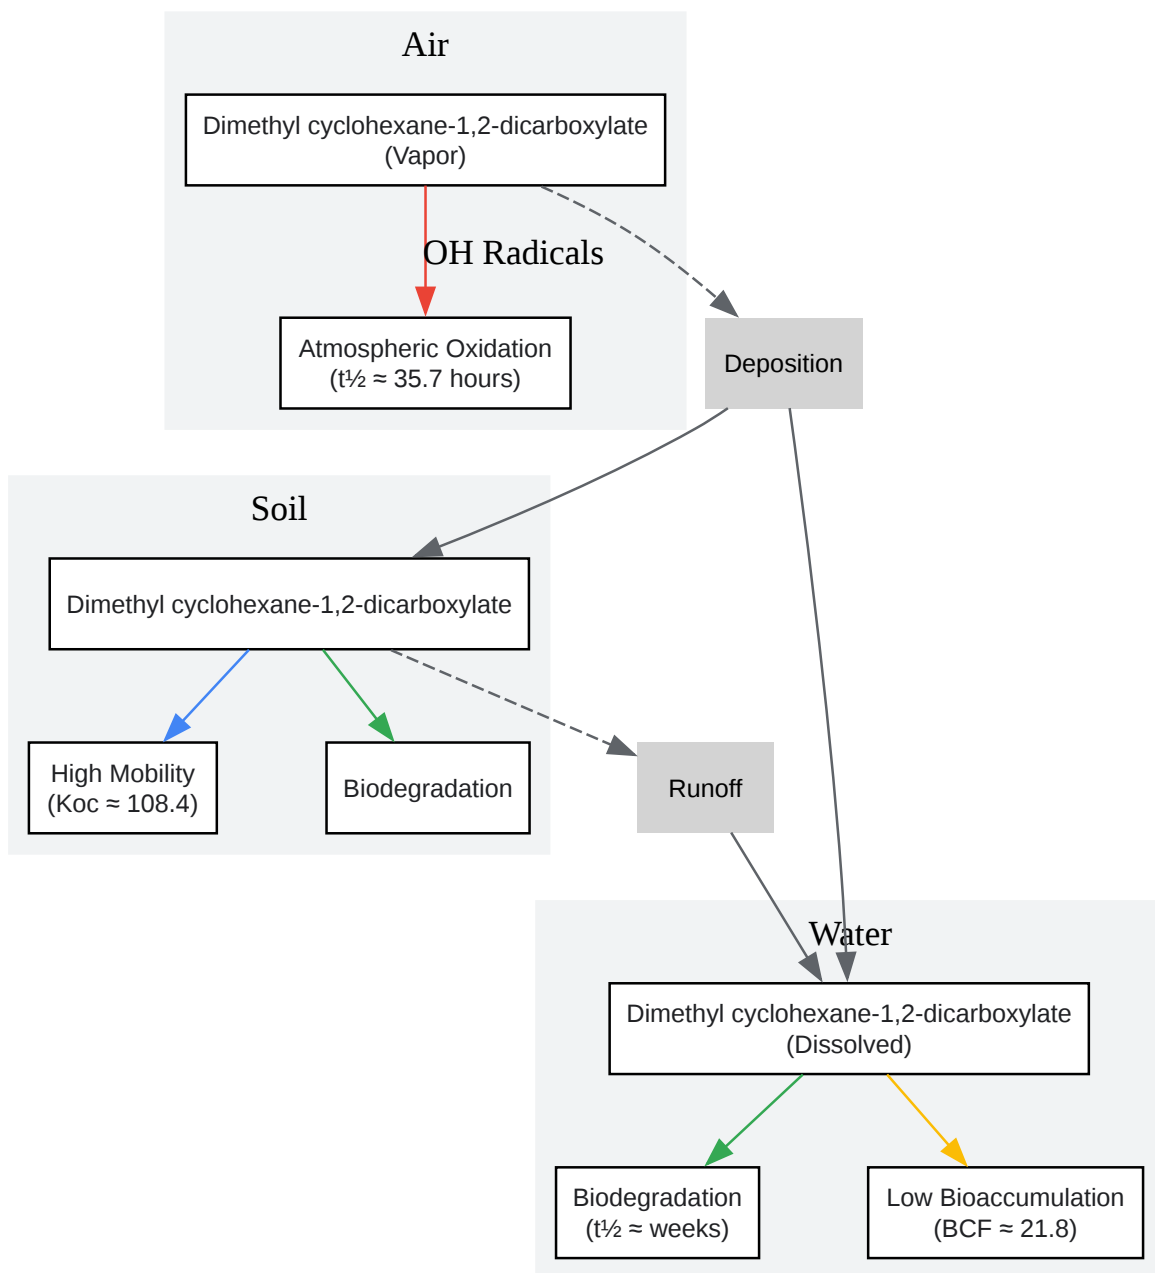 Air
Dimethyl cyclohexane-1,2-dicarboxylate
(Vapor)
OH Radicals
Atmospheric Oxidation
(t½ ≈ 35.7 hours)
Deposition
Soil
Dimethyl cyclohexane-1,2-dicarboxylate
High Mobility
(Koc ≈ 108.4)
Biodegradation
Runoff
Water
Dimethyl cyclohexane-1,2-dicarboxylate
(Dissolved)
Biodegradation
(t½ ≈ weeks)
Low Bioaccumulation
(BCF ≈ 21.8)